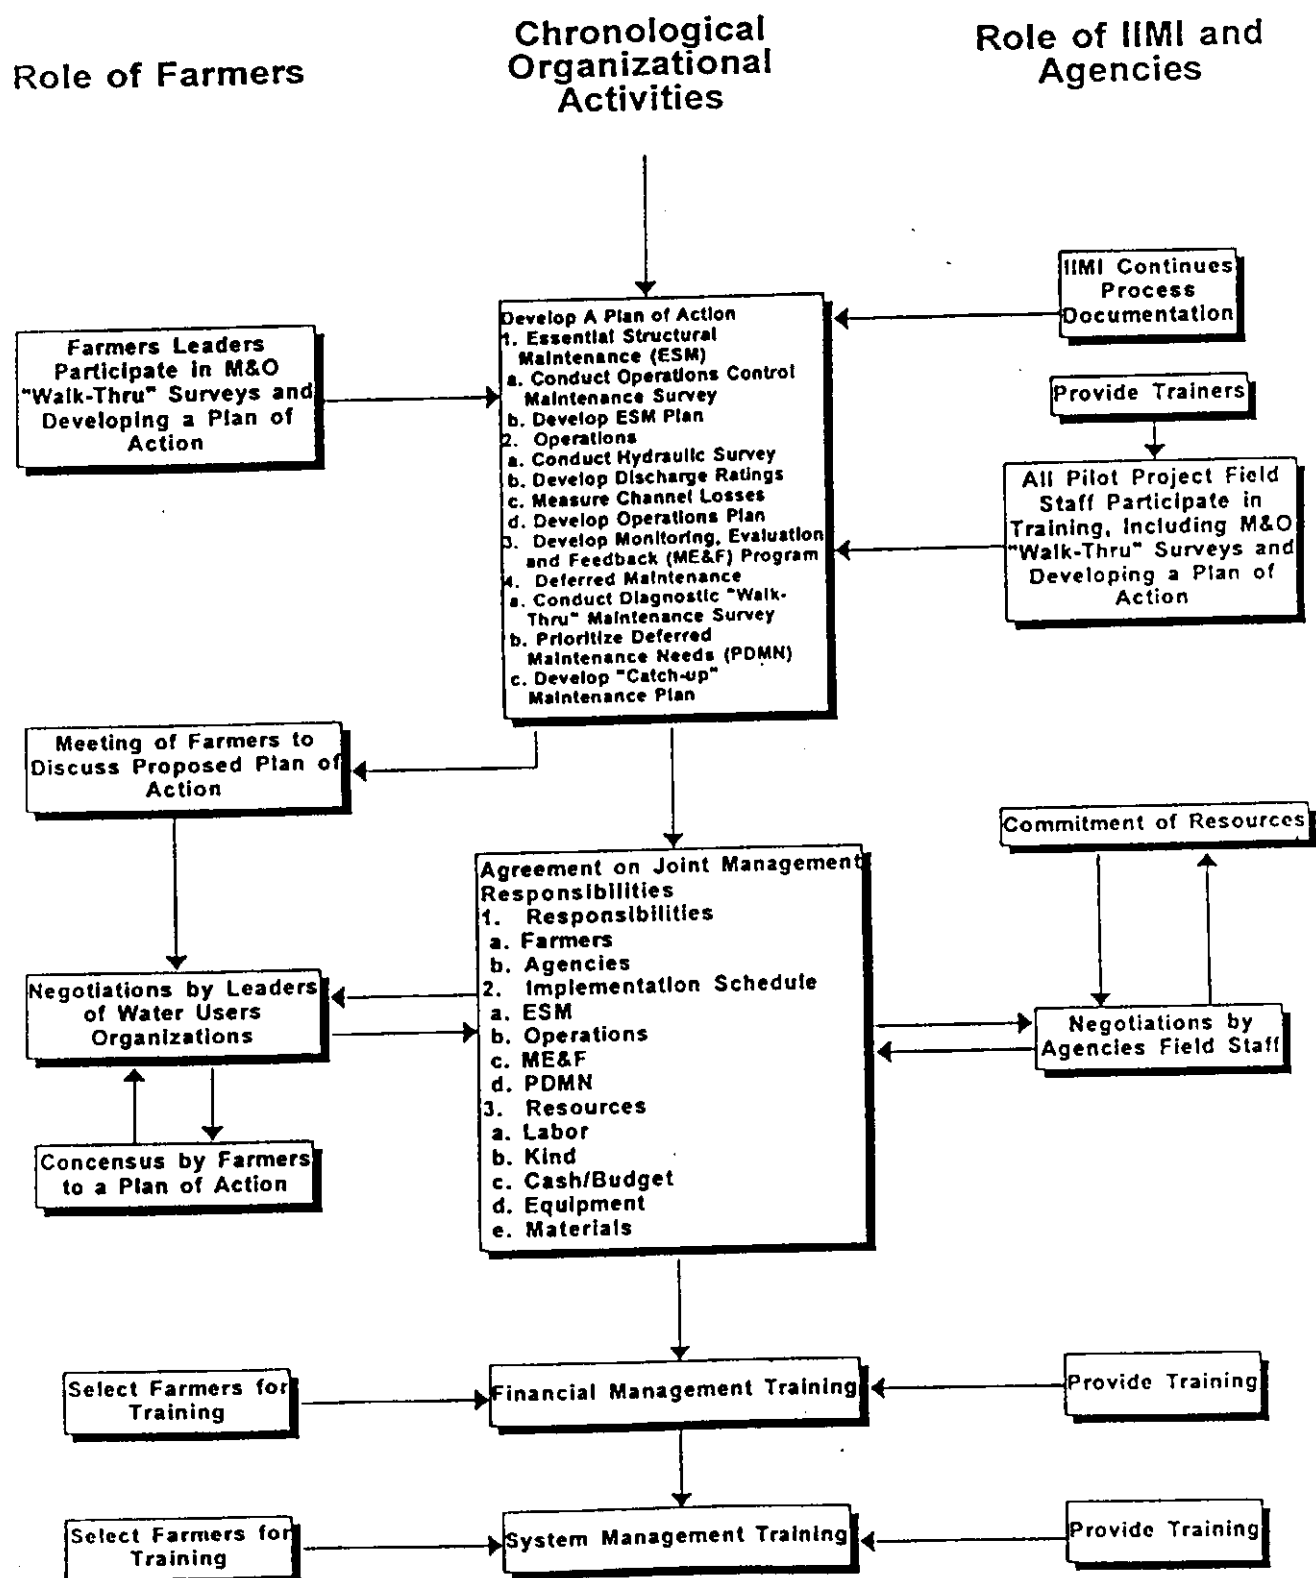 Role of Farmers
Chronological
Organizational
Activities
Role of IIMI and
Agencies
IIMI Continues
Process
Documentation
Farmers Leaders
Participate in M&O
"Walk-Thru" Surveys and
Developing a Plan of
Action
Develop A Plan of Action
1. Essential Structural
Maintenance (ESM)
a. Conduct Operations Control
Maintenance Survey
b. Develop ESM Plan
2. Operations
a. Conduct Hydraulic Survey
b. Develop Discharge Ratings
c. Measure Channel Losses
d. Develop Operations Plan
3. Develop Monitoring, Evaluation
and Feedback (ME&F) Program
4. Deferred Maintenance
a. Conduct Diagnostic "Walk-
Thru" Maintenance Survey
b. Prioritize Deferred
Maintenance Needs (PDMN)
c. Develop "Catch-up"
Maintenance Plan
Provide Trainers
All Pilot Project Field
Staff Participate in
Training, Including M&O
"Walk-Thru" Surveys and
Developing a Plan of
Action
Meeting of Farmers to
Discuss Proposed Plan of
Action
Commitment of Resources
Agreement on Joint Management
Responsibilities
1. Responsibilities
a. Farmers
b. Agencies
2. Implementation Schedule
a. ESM
b. Operations
c. ME&F
d. PDMN
3. Resources
a. Labor
b. Kind
c. Cash/Budget
d. Equipment
e. Materials
Negotiations by Leaders
of Water Users
Organizations
Negotiations by
Agencies Field Staff
Concensus by Farmers
to a Plan of Action
Select Farmers for
Training
Financial Management Training
Provide Training
Select Farmers for
Training
System Management Training
Provide Training